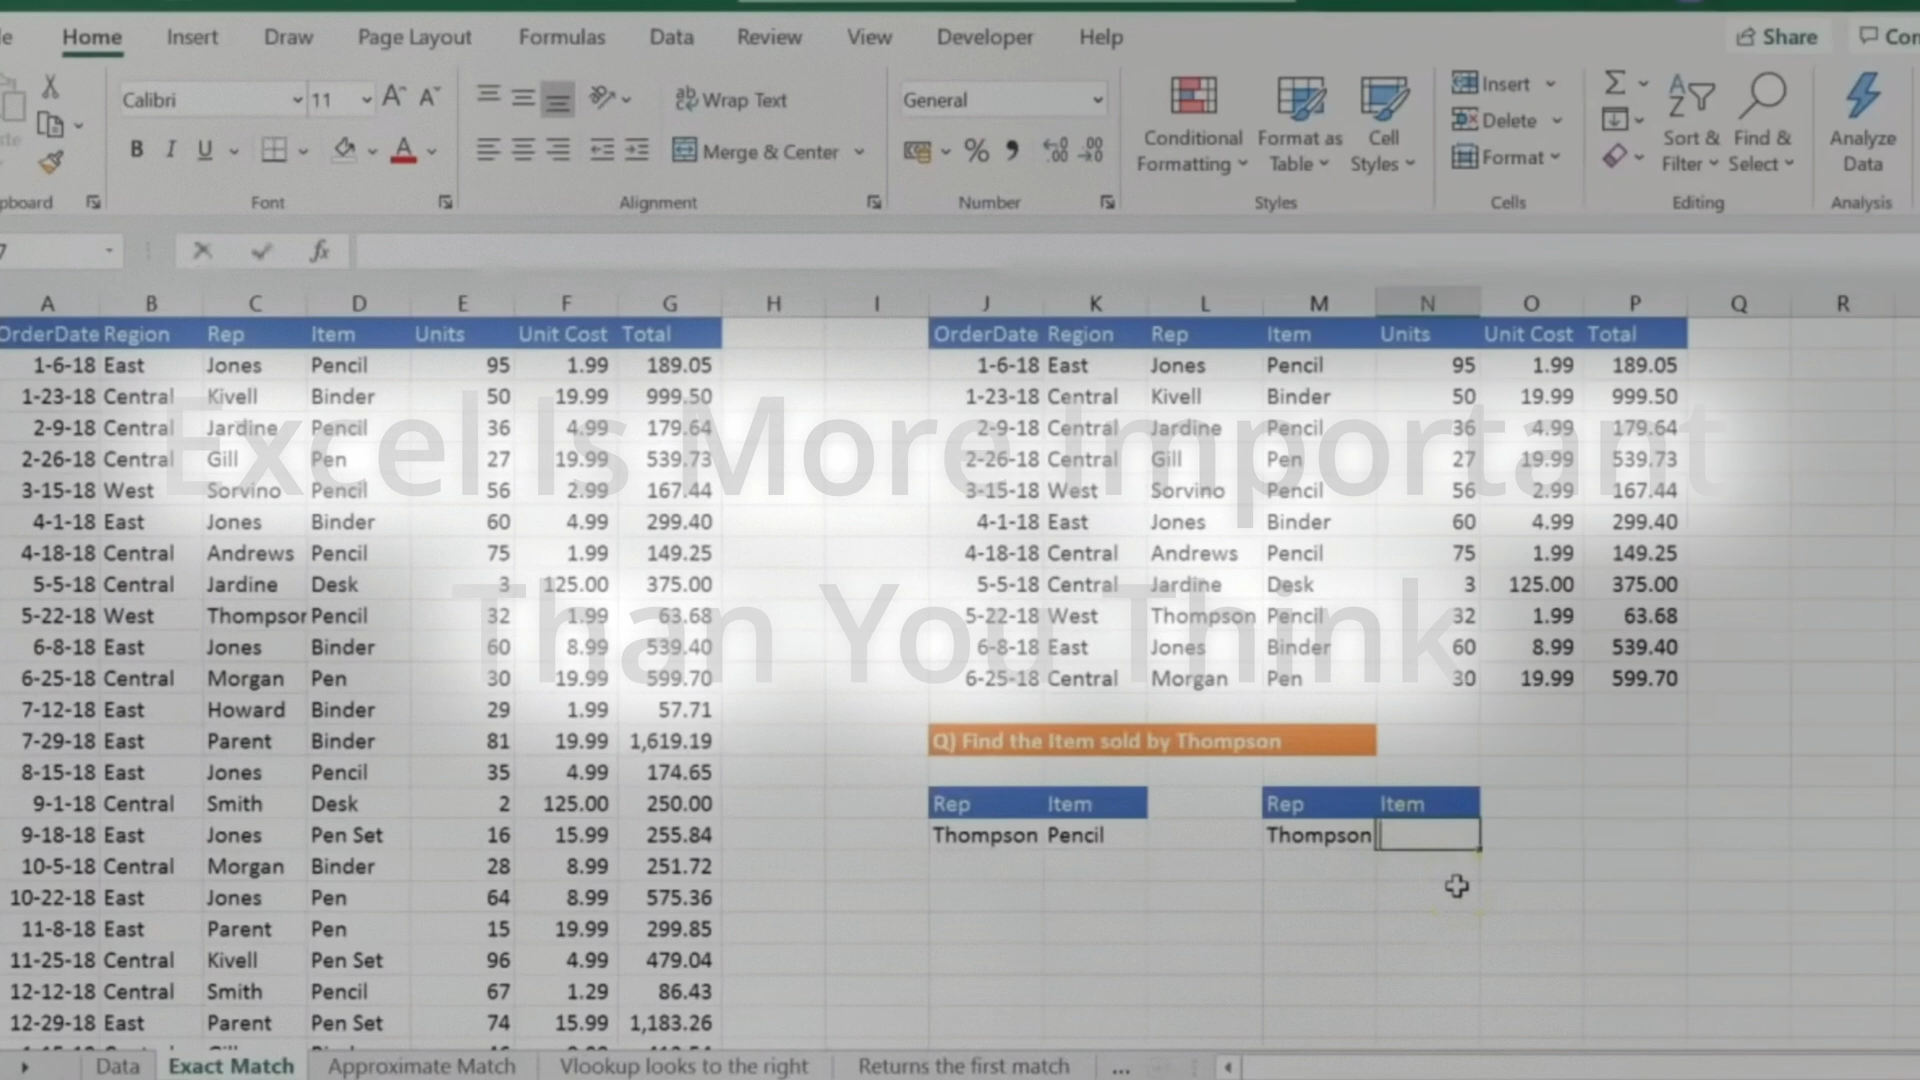 Home Insert Draw Page Layout Formulas Data Review View Developer Help Share
Calibri 11 Wrap Text General Insert
B I U Merge & Center Conditional Formatting Format as Table Cell Styles Delete Format Sort & Filter Find & Select Analyze Data
Font Alignment Number Styles Cells Editing Analysis
fx
A B C D E F G H I J K L M N O P Q R
OrderDate Region Rep Item Units Unit Cost Total OrderDate Region Rep Item Units Unit Cost Total
1-6-18 East Jones Pencil 95 1.99 189.05 1-6-18 East Jones Pencil 95 1.99 189.05
1-23-18 Central Kivell Binder 50 19.99 999.50 1-23-18 Central Kivell Binder 50 19.99 999.50
Excel Is More Important
2-9-18 Central Jardine Pencil 36 4.99 179.64 2-9-18 Central Jardine Pencil 36 4.99 179.64
2-26-18 Central Gill Pen 27 19.99 539.73 2-26-18 Central Gill Pen 27 19.99 539.73
3-15-18 West Sorvino Pencil 56 2.99 167.44 3-15-18 West Sorvino Pencil 56 2.99 167.44
4-1-18 East Jones Binder 60 4.99 299.40 4-1-18 East Jones Binder 60 4.99 299.40
4-18-18 Central Andrews Pencil 75 1.99 149.25 4-18-18 Central Andrews Pencil 75 1.99 149.25
5-5-18 Central Jardine Desk 3 125.00 375.00 5-5-18 Central Jardine Desk 3 125.00 375.00
Than You Think
5-22-18 West Thompson Pencil 32 1.99 63.68 5-22-18 West Thompson Pencil 32 1.99 63.68
6-8-18 East Jones Binder 60 8.99 539.40 6-8-18 East Jones Binder 60 8.99 539.40
6-25-18 Central Morgan Pen 30 19.99 599.70 6-25-18 Central Morgan Pen 30 19.99 599.70
7-12-18 East Howard Binder 29 1.99 57.71
7-29-18 East Parent Binder 81 19.99 1,619.19 Q) Find the Item sold by Thompson
8-15-18 East Jones Pencil 35 4.99 174.65
9-1-18 Central Smith Desk 2 125.00 250.00 Rep Item Rep Item
9-18-18 East Jones Pen Set 16 15.99 255.84 Thompson Pencil Thompson
10-5-18 Central Morgan Binder 28 8.99 251.72
10-22-18 East Jones Pen 64 8.99 575.36
11-8-18 East Parent Pen 15 19.99 299.85
11-25-18 Central Kivell Pen Set 96 4.99 479.04
12-12-18 Central Smith Pencil 67 1.29 86.43
12-29-18 East Parent Pen Set 74 15.99 1,183.26
Data Exact Match Approximate Match Vlookup looks to the right Returns the first match ...